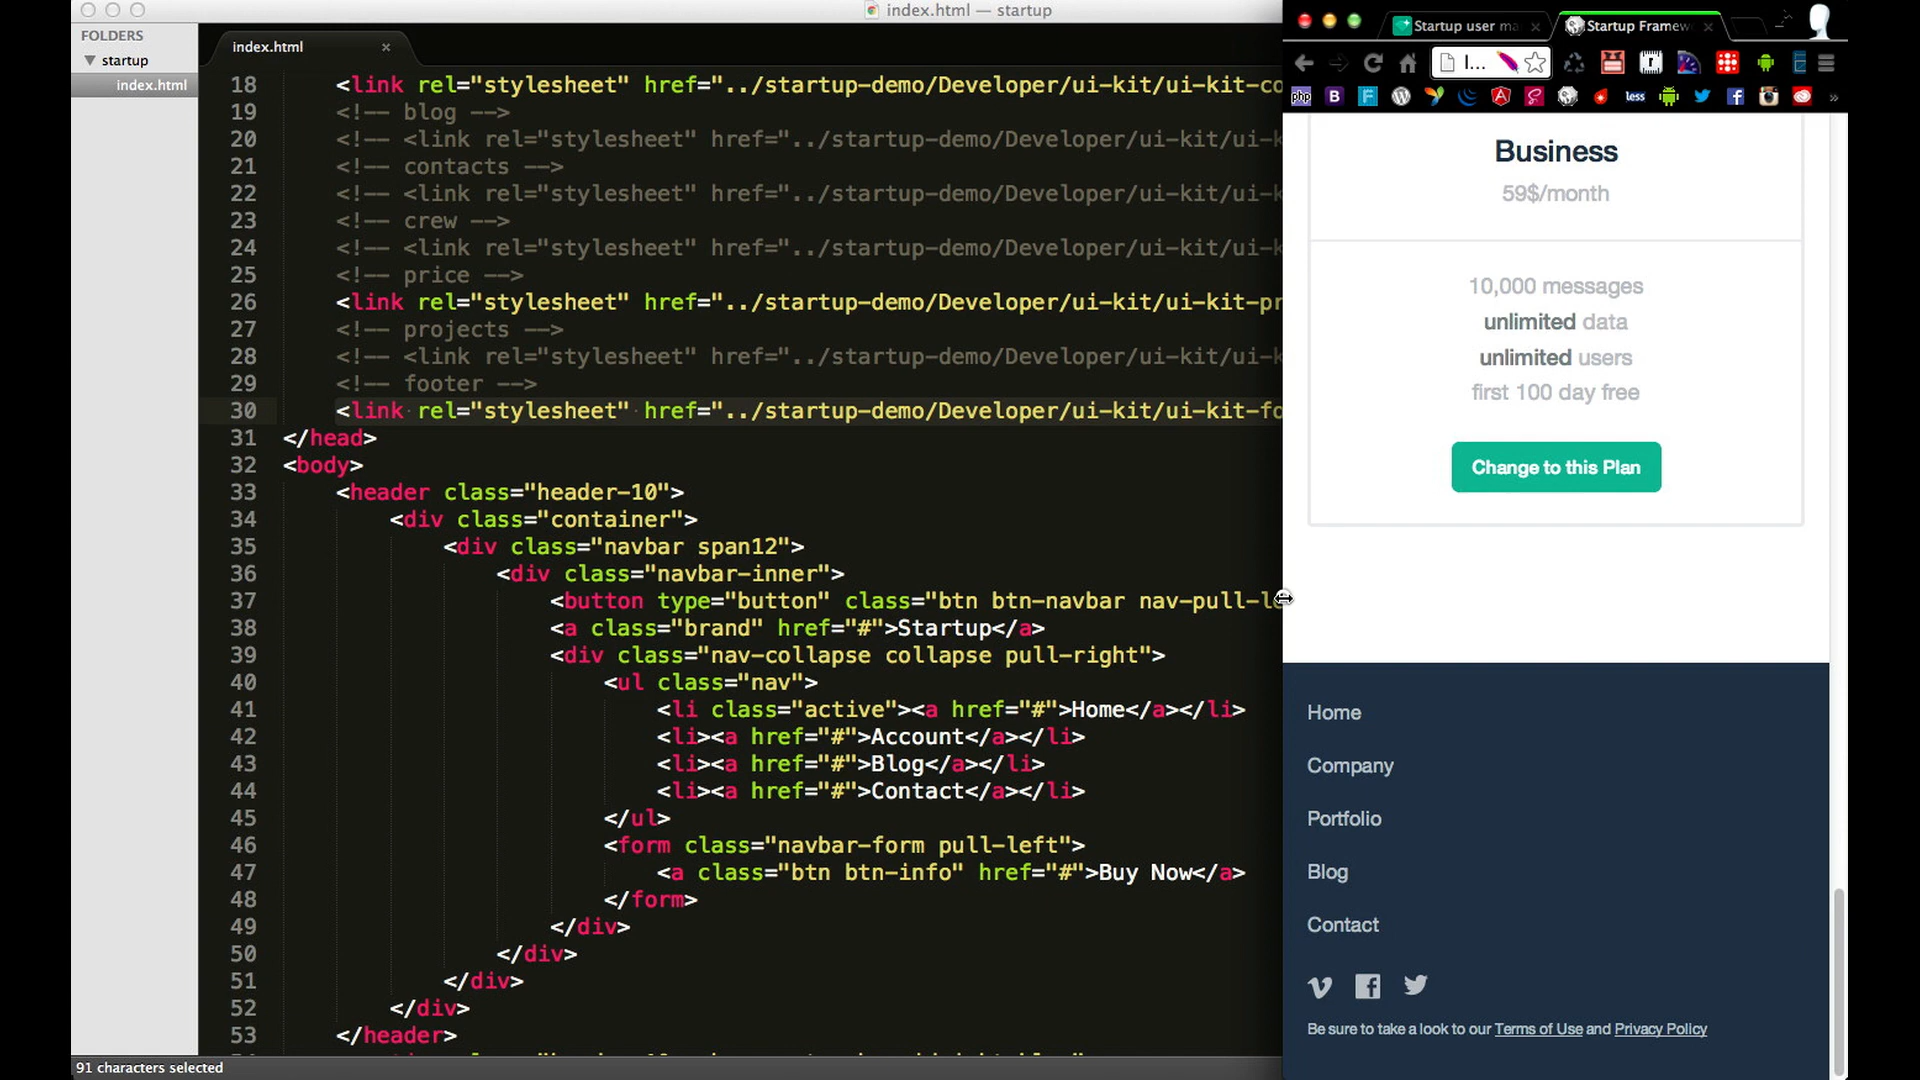 index.html — startup
FOLDERS
startup
index.html
index.html
18 <link rel="stylesheet" href="../startup-demo/Developer/ui-kit/ui-kit-co
19 <!-- blog -->
20 <!-- <link rel="stylesheet" href="../startup-demo/Developer/ui-kit/ui-
21 <!-- contacts -->
22 <!-- <link rel="stylesheet" href="../startup-demo/Developer/ui-kit/ui-k
23 <!-- crew -->
24 <!-- <link rel="stylesheet" href="../startup-demo/Developer/ui-kit/ui-k
25 <!-- price -->
26 <link rel="stylesheet" href="../startup-demo/Developer/ui-kit/ui-kit-pr
27 <!-- projects -->
28 <!-- <link rel="stylesheet" href="../startup-demo/Developer/ui-kit/ui-k
29 <!-- footer -->
30 <link rel="stylesheet" href="../startup-demo/Developer/ui-kit/ui-kit-fo
31 </head>
32 <body>
33 <header class="header-10">
34 <div class="container">
35 <div class="navbar span12">
36 <div class="navbar-inner">
37 <button type="button" class="btn btn-navbar nav-pull-le
38 <a class="brand" href="#">Startup</a>
39 <div class="nav-collapse collapse pull-right">
40 <ul class="nav">
41 <li class="active"><a href="#">Home</a></li>
42 <li><a href="#">Account</a></li>
43 <li><a href="#">Blog</a></li>
44 <li><a href="#">Contact</a></li>
45 </ul>
46 <form class="navbar-form pull-left">
47 <a class="btn btn-info" href="#">Buy Now</a>
48 </form>
49 </div>
50 </div>
51 </div>
52 </div>
53 </header>
91 characters selected
Startup user ma
Startup Framew
l...
php
B
F
less
»
Business
59$/month
10,000 messages
unlimited data
unlimited users
first 100 day free
Change to this Plan
Home
Company
Portfolio
Blog
Contact
Be sure to take a look to our Terms of Use and Privacy Policy